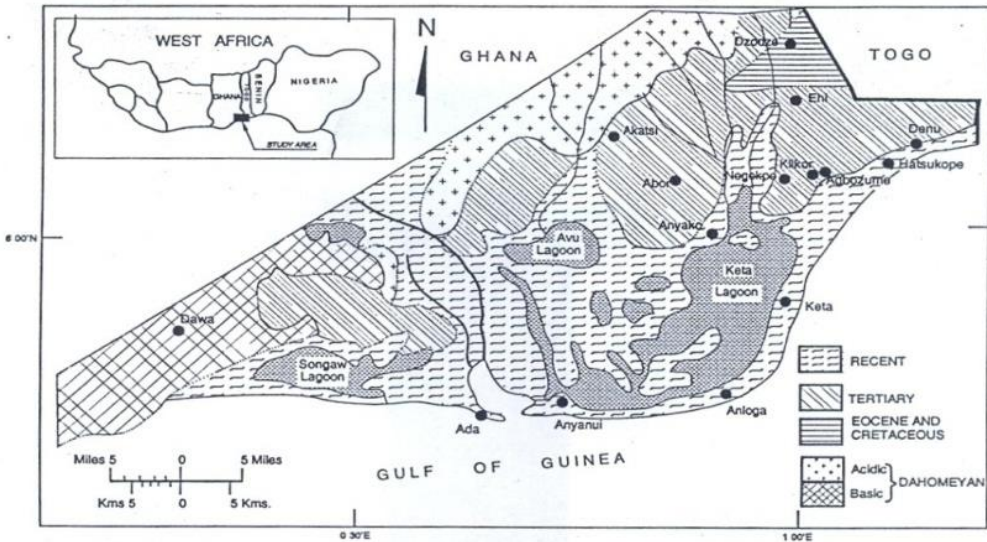 WEST AFRICA
GHANA
TOGO
BENIN
NIGERIA
STUDY AREA
N
GHANA
TOGO
Dzodze
Ehi
Akatsi
Denu
Hatsukope
Klikor
Agbozume
Nogokpe
Abor
Anyako
6 00'N
Avu
Lagoon
Keta
Lagoon
Keta
Dawa
Songaw
Lagoon
Ada
Anyanui
Anloga
RECENT
TERTIARY
EOCENE AND
CRETACEOUS
Acidic
Basic
DAHOMEYAN
Miles 5 0 5 Miles
Kms 5 0 5 Kms.
GULF OF GUINEA
0 30'E
1 00'E